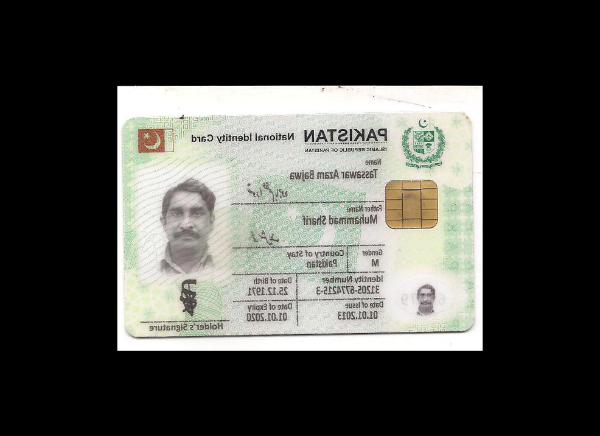 PAKISTAN National Identity Card
ISLAMIC REPUBLIC OF PAKISTAN
Name
Tassawar Azam Bajwa
Father Name
Muhammad Sharif
Gender Country of Stay
M Pakistan
Identity Number Date of Birth
31205-6774215-3 25.12.1971
Date of Issue Date of Expiry
01.01.2013 01.01.2020
Holder's Signature